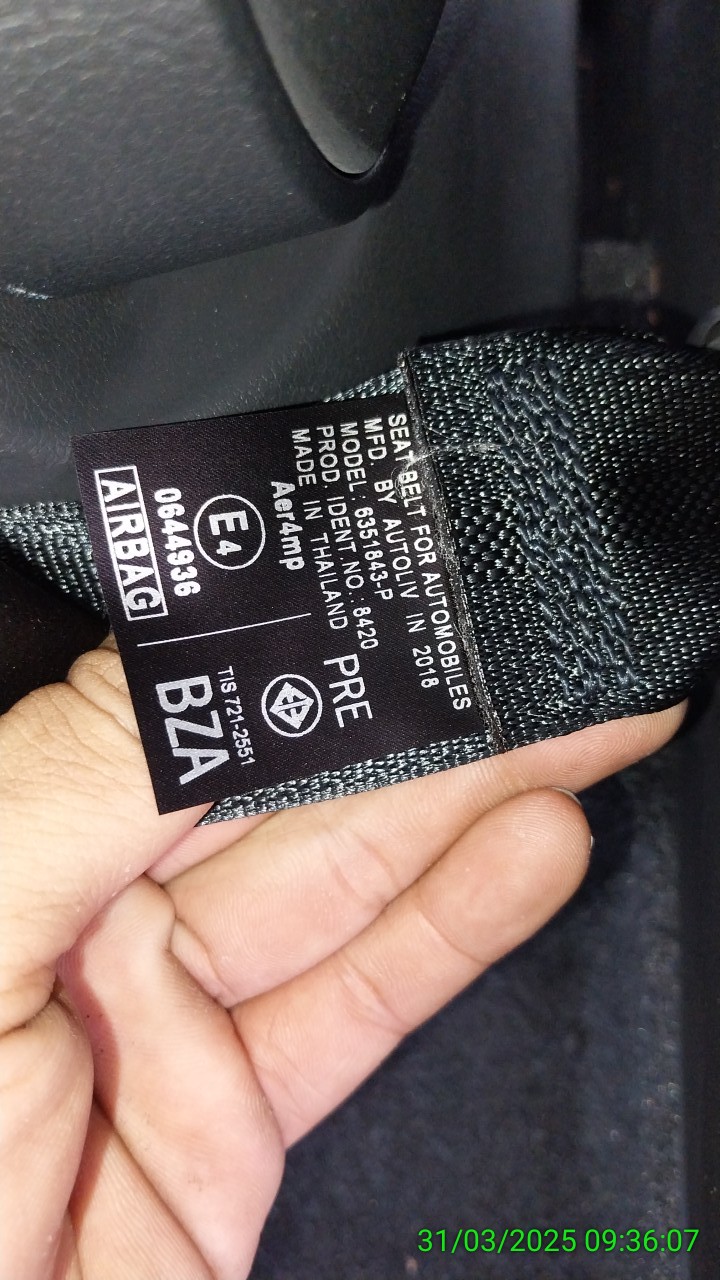 SEAT BELT FOR AUTOMOBILES
MFD BY AUTOLIV IN 2018
MODEL: 6351843-P
PROD IDENT.NO.: 8420
MADE IN THAILAND
PRE
Aer4mp
E4
0644936
AIRBAG
TIS 721-2551
BZA
31/03/2025 09:36:07